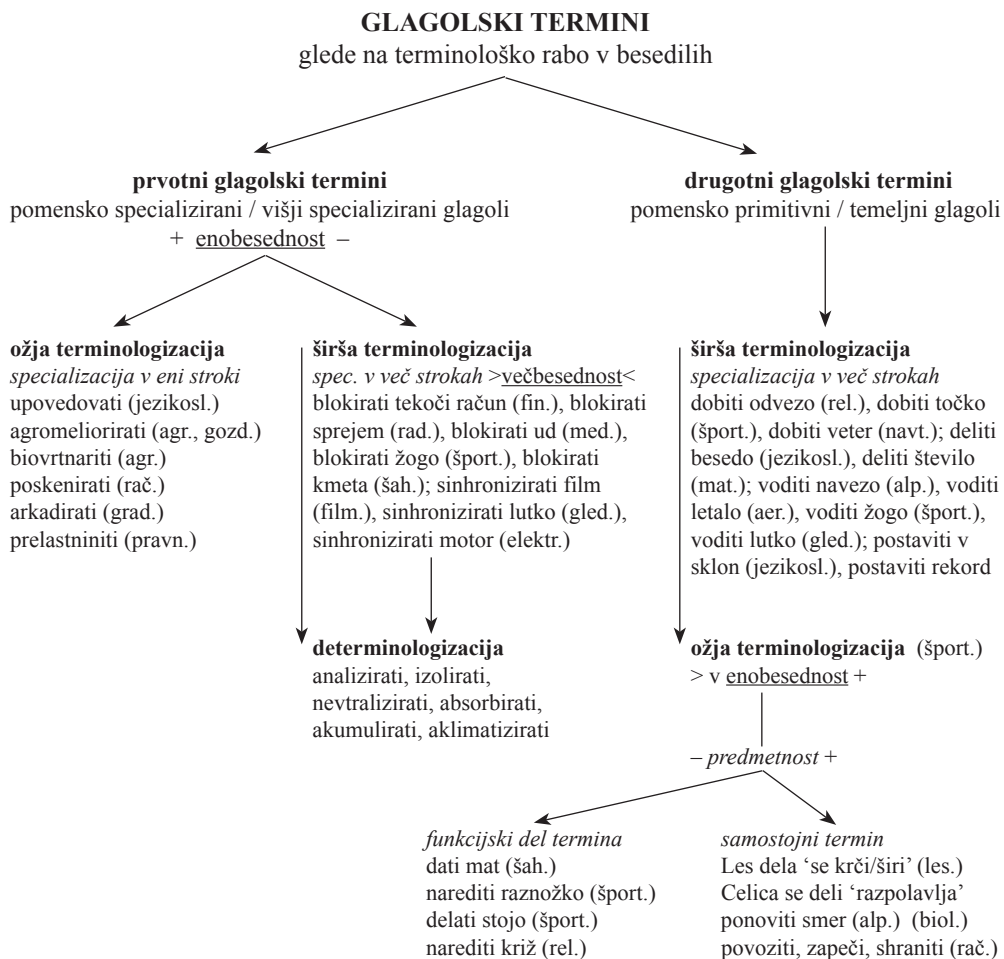 GLAGOLSKI TERMINI
glede na terminološko rabo v besedilih
prvotni glagolski termini
pomensko specializirani / višji specializirani glagoli
+ enobesednost –
drugotni glagolski termini
pomensko primitivni / temeljni glagoli
ožja terminologizacija
specializacija v eni stroki
upovedovati (jezikosl.)
agromeliorirati (agr., gozd.)
biovrtnariti (agr.)
poskenirati (rač.)
arkadirati (grad.)
prelastniniti (pravn.)
širša terminologizacija
spec. v več strokah >večbesednost<
blokirati tekoči račun (fin.), blokirati
sprejem (rad.), blokirati ud (med.),
blokirati žogo (šport.), blokirati
kmeta (šah.); sinhronizirati film
(film.), sinhronizirati lutko (gled.),
sinhronizirati motor (elektr.)
širša terminologizacija
specializacija v več strokah
dobiti odvezo (rel.), dobiti točko
(šport.), dobiti veter (navt.); deliti
besedo (jezikosl.), deliti število
(mat.); voditi navezo (alp.), voditi
letalo (aer.), voditi žogo (šport.),
voditi lutko (gled.); postaviti v
sklon (jezikosl.), postaviti rekord
determinologizacija
analizirati, izolirati,
nevtralizirati, absorbirati,
akumulirati, aklimatizirati
ožja terminologizacija (šport.)
> v enobesednost +
– predmetnost +
funkcijski del termina
dati mat (šah.)
narediti raznožko (šport.)
delati stojo (šport.)
narediti križ (rel.)
samostojni termin
Les dela ‘se krči/širi’ (les.)
Celica se deli ‘razpolavlja’
ponoviti smer (alp.) (biol.)
povoziti, zapeči, shraniti (rač.)